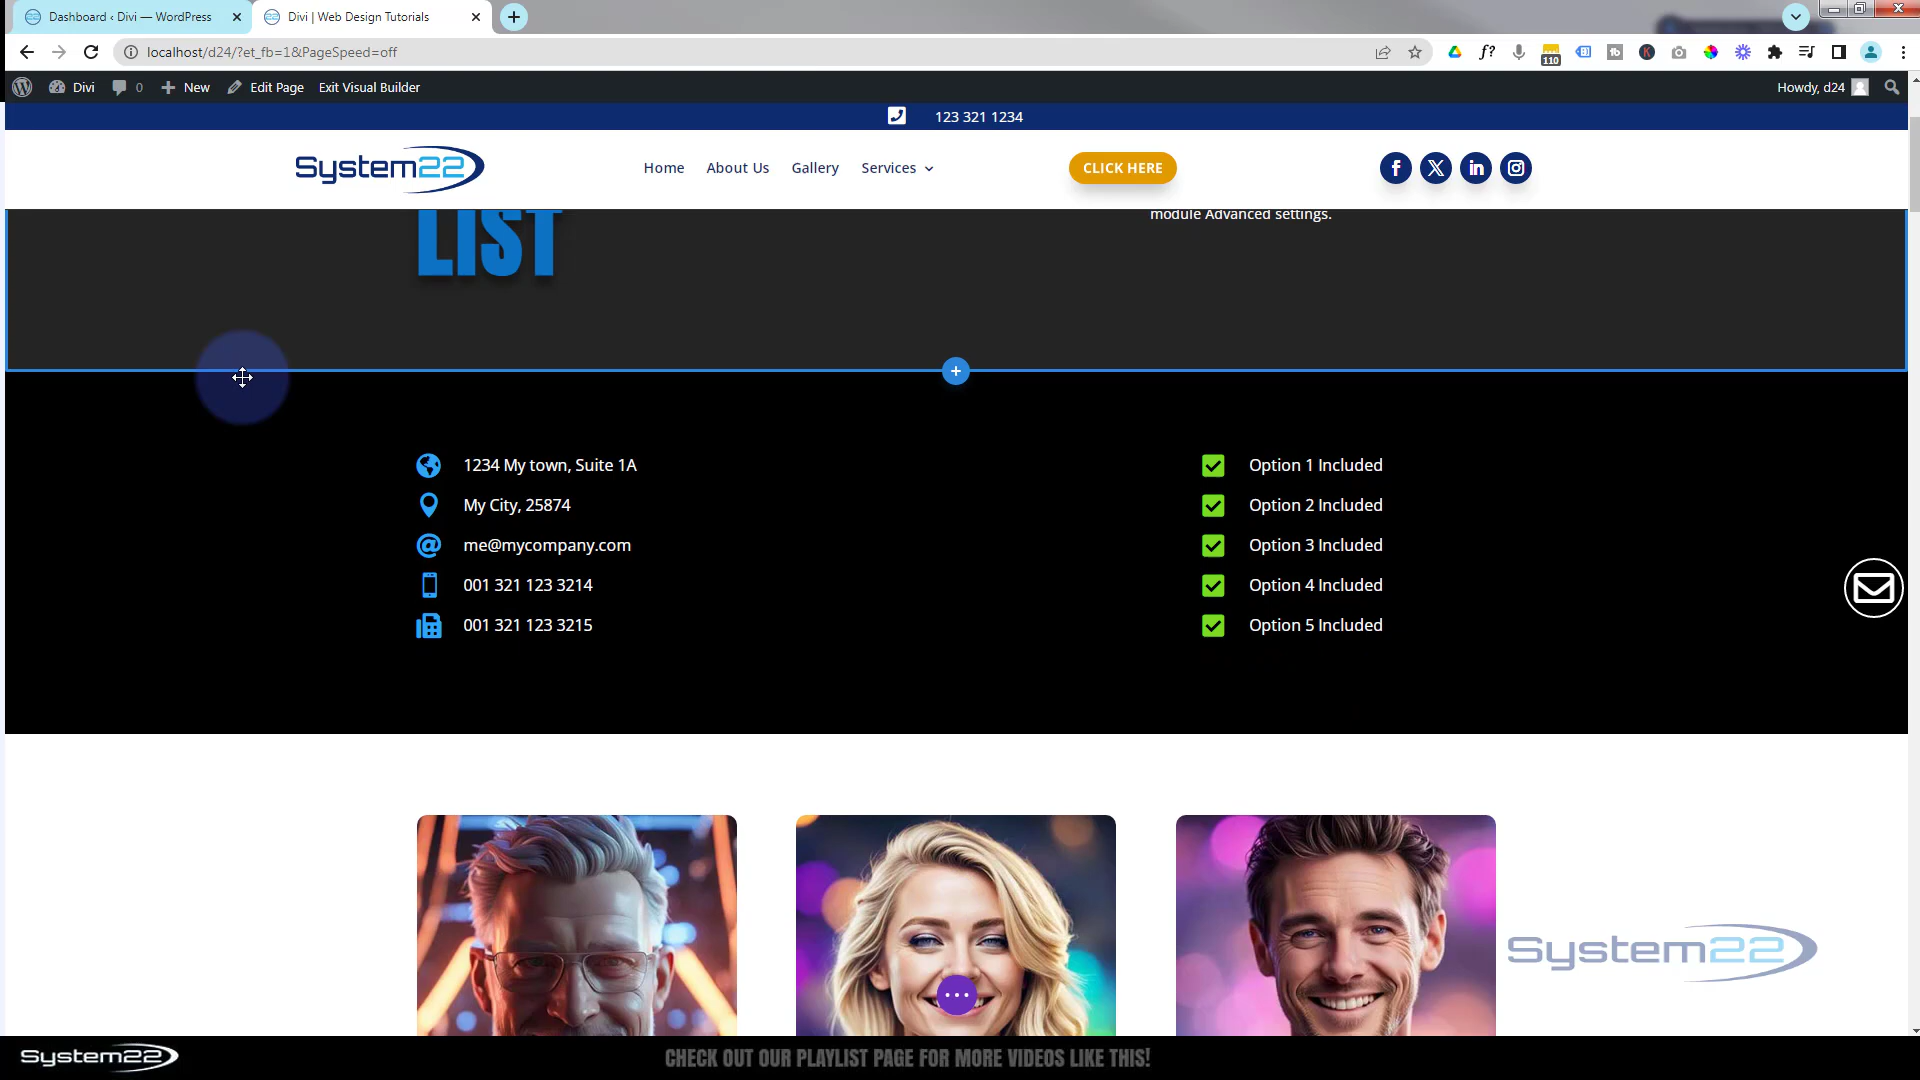 Dashboard ‹ Divi — WordPress
Divi | Web Design Tutorials
localhost/d24/?et_fb=1&PageSpeed=off
f?
110
Divi
0
New
Edit Page
Exit Visual Builder
Howdy, d24
123 321 1234
System22
Home
About Us
Gallery
Services
CLICK HERE
LIST
module Advanced settings.
1234 My town, Suite 1A
My City, 25874
me@mycompany.com
001 321 123 3214
001 321 123 3215
Option 1 Included
Option 2 Included
Option 3 Included
Option 4 Included
Option 5 Included
System22
System22
CHECK OUT OUR PLAYLIST PAGE FOR MORE VIDEOS LIKE THIS!